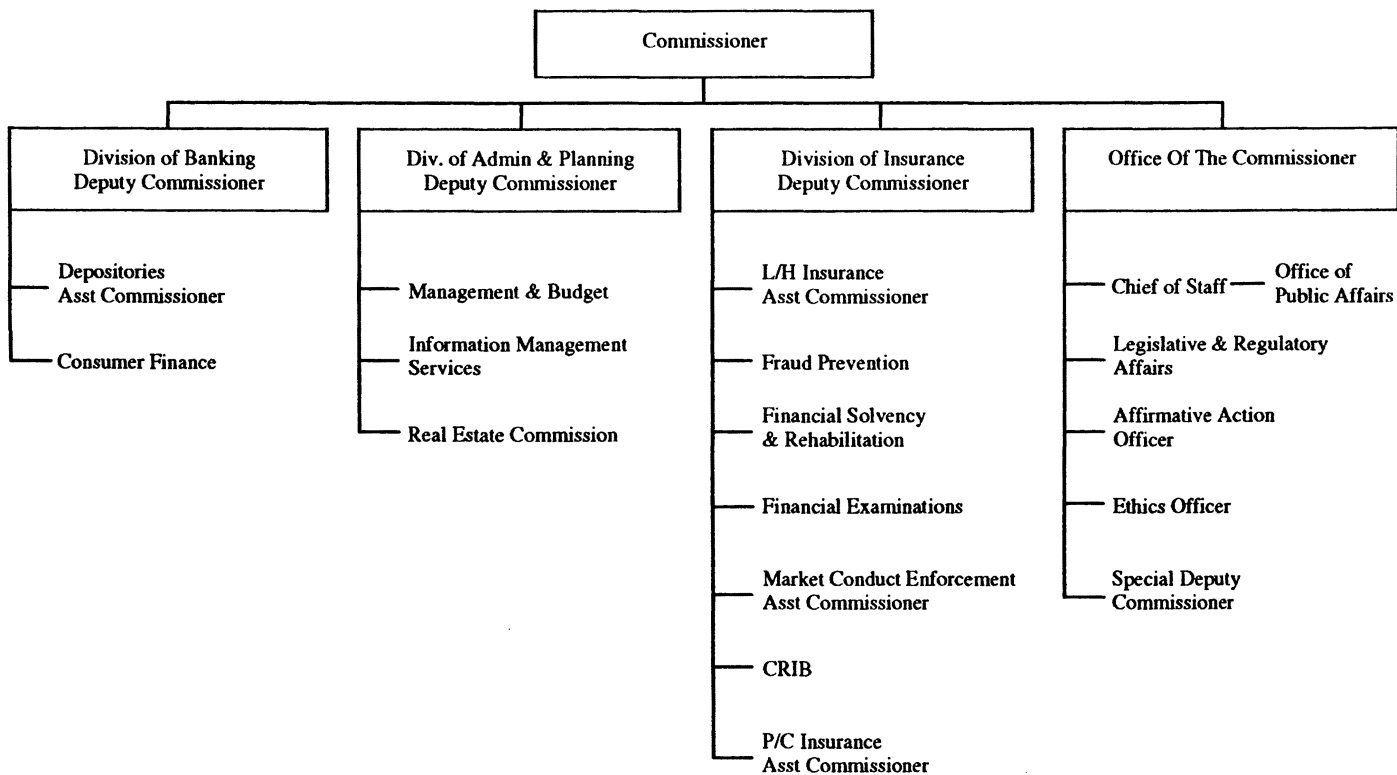 Commissioner
Division of Banking
Deputy Commissioner
Div. of Admin & Planning
Deputy Commissioner
Division of Insurance
Deputy Commissioner
Office Of The Commissioner
Depositories
Asst Commissioner
Consumer Finance
Management & Budget
Information Management
Services
Real Estate Commission
L/H Insurance
Asst Commissioner
Fraud Prevention
Financial Solvency
& Rehabilitation
Financial Examinations
Market Conduct Enforcement
Asst Commissioner
CRIB
P/C Insurance
Asst Commissioner
Chief of Staff
Office of
Public Affairs
Legislative & Regulatory
Affairs
Affirmative Action
Officer
Ethics Officer
Special Deputy
Commissioner